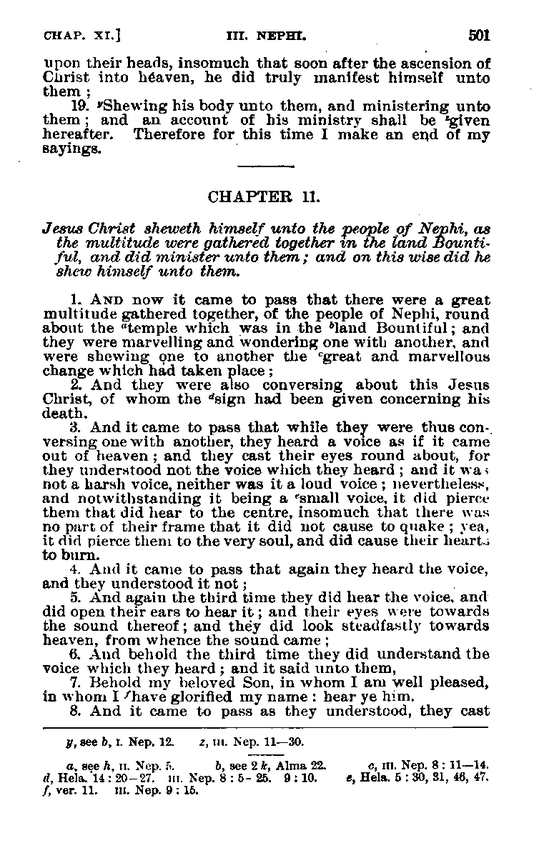 CHAP. XI.] III. NEPHI. 501
upon their heads, insomuch that soon after the ascension of
Christ into heaven, he did truly manifest himself unto
them ;
19. yShewing his body unto them, and ministering unto
them ; and an account of his ministry shall be zgiven
hereafter. Therefore for this time I make an end of my
sayings.
CHAPTER 11.
Jesus Christ sheweth himself unto the people of Nephi, as
the multitude were gathered together in the land Bounti-
ful, and did minister unto them ; and on this wise did he
shew himself unto them.
1. AND now it came to pass that there were a great
multitude gathered together, of the people of Nephi, round
about the atemple which was in the bland Bountiful ; and
they were marvelling and wondering one with another, and
were shewing one to another the cgreat and marvellous
change which had taken place ;
2. And they were also conversing about this Jesus
Christ, of whom the dsign had been given concerning his
death.
3. And it came to pass that while they were thus con-
versing one with another, they heard a voice as if it came
out of heaven ; and they cast their eyes round about, for
they understood not the voice which they heard ; and it was
not a harsh voice, neither was it a loud voice ; nevertheless,
and notwithstanding it being a esmall voice, it did pierce
them that did hear to the centre, insomuch that there was
no part of their frame that it did not cause to quake ; yea,
it did pierce them to the very soul, and did cause their hearts
to burn.
4. And it came to pass that again they heard the voice,
and they understood it not ;
5. And again the third time they did hear the voice, and
did open their ears to hear it ; and their eyes were towards
the sound thereof ; and they did look steadfastly towards
heaven, from whence the sound came ;
6. And behold the third time they did understand the
voice which they heard ; and it said unto them,
7. Behold my beloved Son, in whom I am well pleased,
in whom I fhave glorified my name : hear ye him.
8. And it came to pass as they understood, they cast
y, see b, I. Nep. 12. z, III. Nep. 11—30.
a, see h, II. Nep. 5. b, see 2 k, Alma 22. c, III. Nep. 8 : 11—14.
d, Hela. 14 : 20—27. III. Nep. 8 : 5- 25. 9 : 10. e, Hela. 5 : 30, 31, 46, 47.
f, ver. 11. III. Nep. 9 : 15.